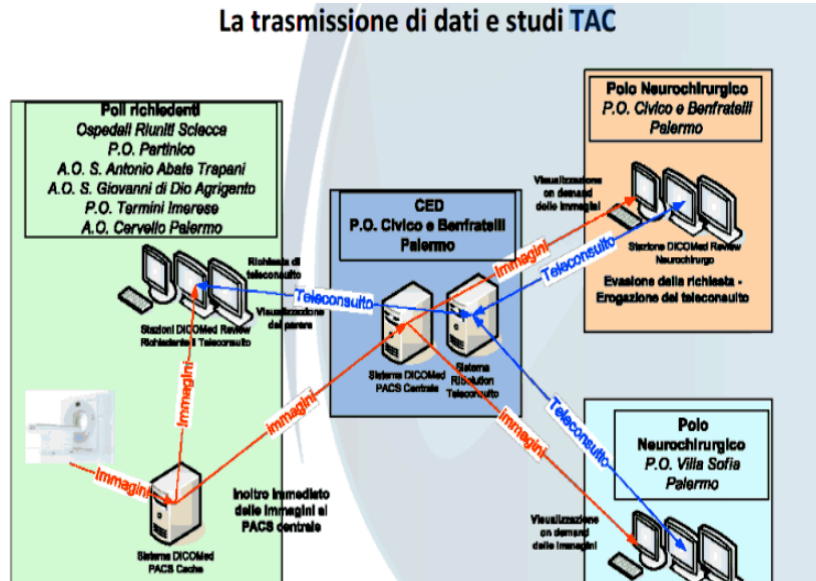 La trasmissione di dati e studi TAC
Poli richiedenti
Ospedali Riuniti Sciacca
P.O. Partinico
A.O. S. Antonio Abate Trapani
A.O. S. Giovanni di Dio Agrigento
P.O. Termini Imerese
A.O. Cervello Palermo
Richiesta di
teleconsulto
Teleconsulto
Visualizzazione
del parere
Stazioni DICOMed Review
Richiedente il Teleconsulto
Immagini
Immagini
Immagini
Sistema DICOMed
PACS Cache
Inoltro immediato
delle immagini al
PACS centrale
CED
P.O. Civico e Benfratelli
Palermo
Sistema DICOMed
PACS Centrale
Sistema
RISolution
Teleconsulto
Polo Neurochirurgico
P.O. Civico e Benfratelli
Palermo
Visualizzazione
on demand
delle immagini
Immagini
Teleconsulto
Stazione DICOMed Review
Neurochirurgo
Evasione della richiesta -
Erogazione del teleconsulto
Immagini
Teleconsulto
Polo
Neurochirurgico
P.O. Villa Sofia
Palermo
Visualizzazione
on demand
delle immagini